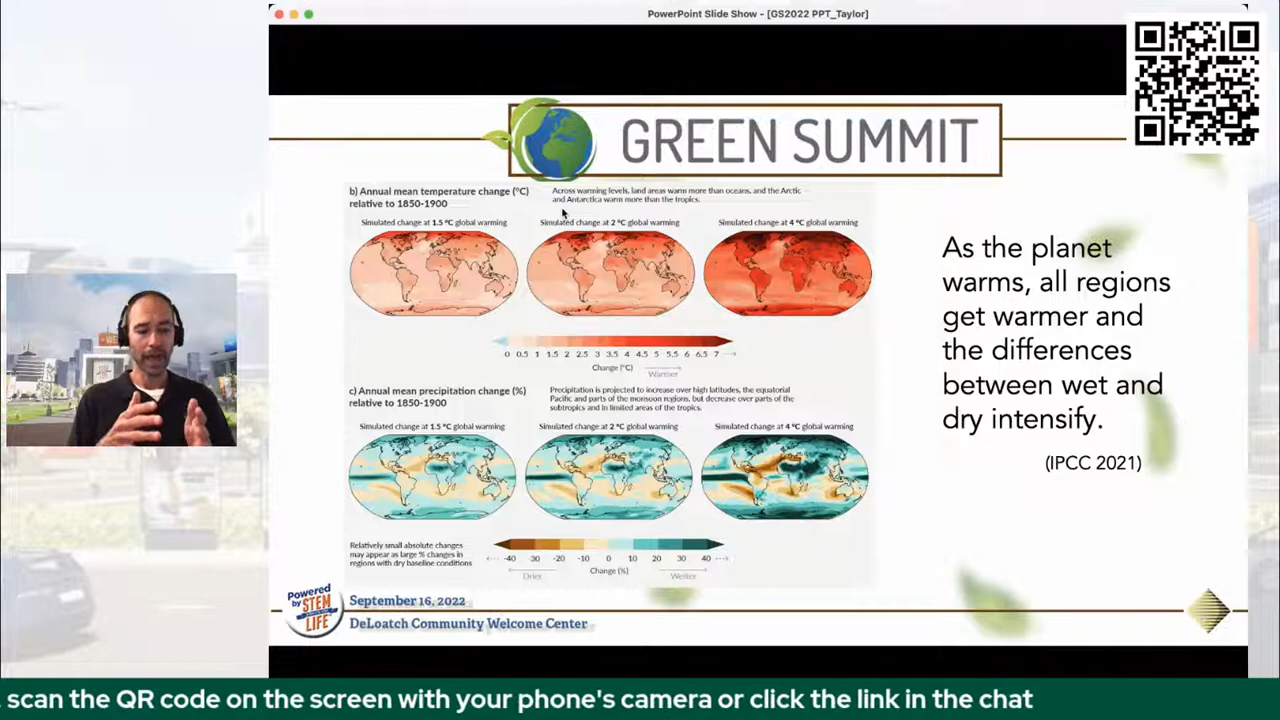 PowerPoint Slide Show - [GS2022 PPT_Taylor]
GREEN SUMMIT
b) Annual mean temperature change (°C)
relative to 1850-1900
Across warming levels, land areas warm more than oceans, and the Arctic
and Antarctica warm more than the tropics.
Simulated change at 1.5 °C global warming
Simulated change at 2 °C global warming
Simulated change at 4 °C global warming
0 0.5 1 1.5 2 2.5 3 3.5 4 4.5 5 5.5 6 6.5 7
Change (°C)
Warmer
c) Annual mean precipitation change (%)
relative to 1850-1900
Precipitation is projected to increase over high latitudes, the equatorial
Pacific and parts of the monsoon regions, but decrease over parts of the
subtropics and in limited areas of the tropics.
Simulated change at 1.5 °C global warming
Simulated change at 2 °C global warming
Simulated change at 4 °C global warming
Relatively small absolute changes
may appear as large % changes in
regions with dry baseline conditions
-40 -30 -20 -10 0 10 20 30 40
Change (%)
Drier
Wetter
As the planet
warms, all regions
get warmer and
the differences
between wet and
dry intensify.
(IPCC 2021)
Powered
by STEM
LIFE
September 16, 2022
DeLoatch Community Welcome Center
scan the QR code on the screen with your phone's camera or click the link in the chat